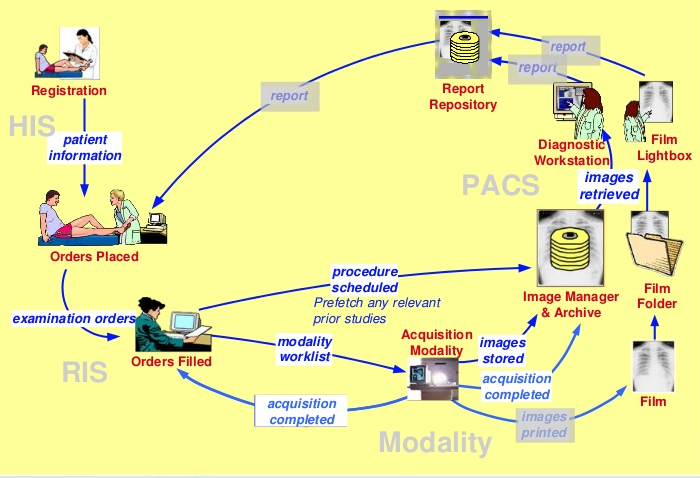 report
report
Report
Repository
Registration
report
HIS
patient
information
Diagnostic
Workstation
Film
Lightbox
PACS
images
retrieved
Orders Placed
procedure
scheduled
Prefetch any relevant
prior studies
Image Manager
& Archive
Film
Folder
examination orders
Orders Filled
modality
worklist
Acquisition
Modality
images
stored
RIS
acquisition
completed
acquisition
completed
images
printed
Film
Modality